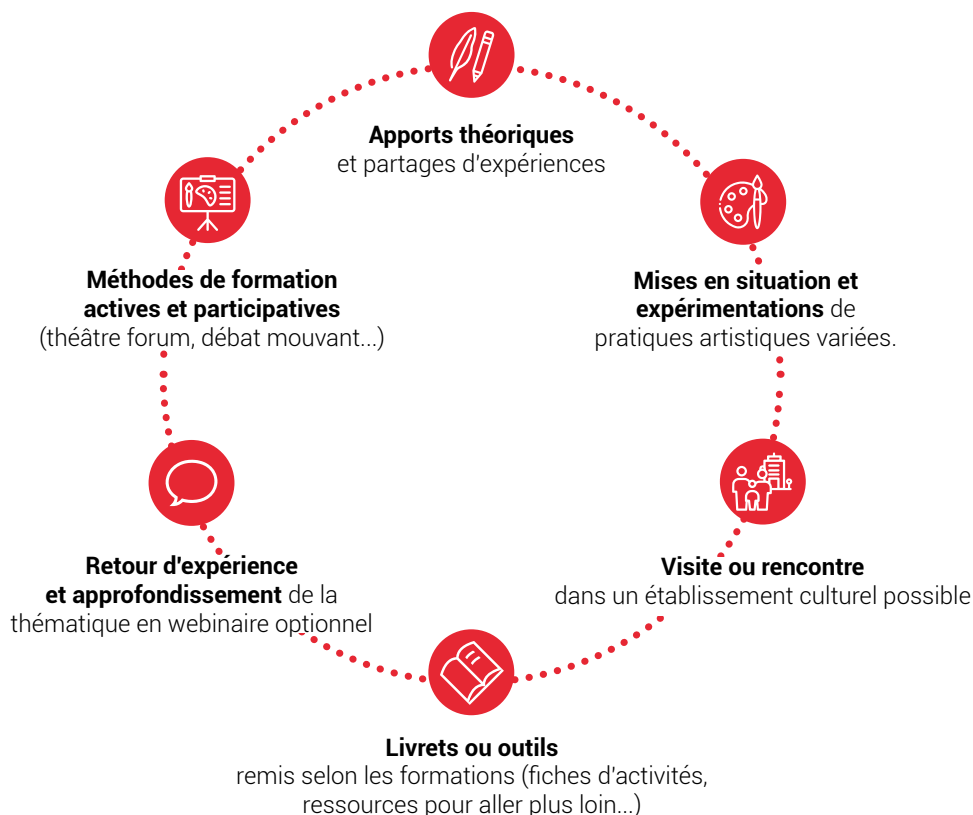 Apports théoriques
et partages d'expériences
Méthodes de formation
actives et participatives
(théâtre forum, débat mouvant...)
Mises en situation et
expérimentations de
pratiques artistiques variées.
Retour d'expérience
et approfondissement de la
thématique en webinaire optionnel
Visite ou rencontre
dans un établissement culturel possible
Livrets ou outils
remis selon les formations (fiches d'activités,
ressources pour aller plus loin...)